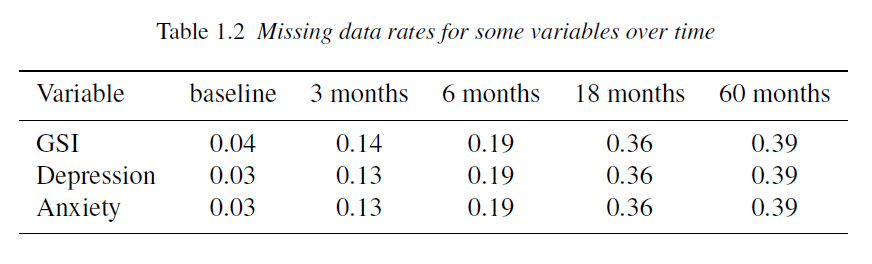 Table 1.2 Missing data rates for some variables over time
Variable baseline 3 months 6 months 18 months 60 months
GSI 0.04 0.14 0.19 0.36 0.39
Depression 0.03 0.13 0.19 0.36 0.39
Anxiety 0.03 0.13 0.19 0.36 0.39